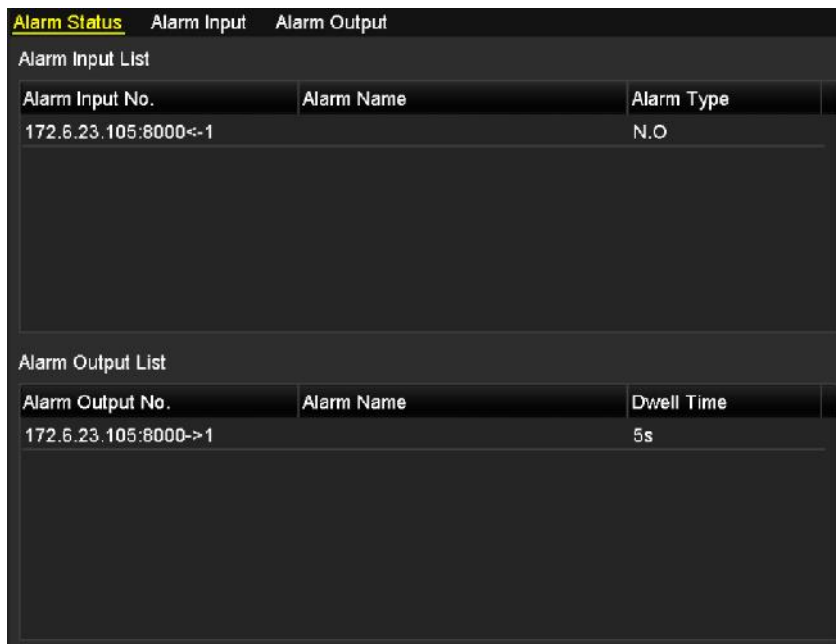 Alarm Status Alarm Input Alarm Output
Alarm Input List
Alarm Input No. Alarm Name Alarm Type
172.6.23.105:8000<-1 N.O
Alarm Output List
Alarm Output No. Alarm Name Dwell Time
172.6.23.105:8000->1 5s